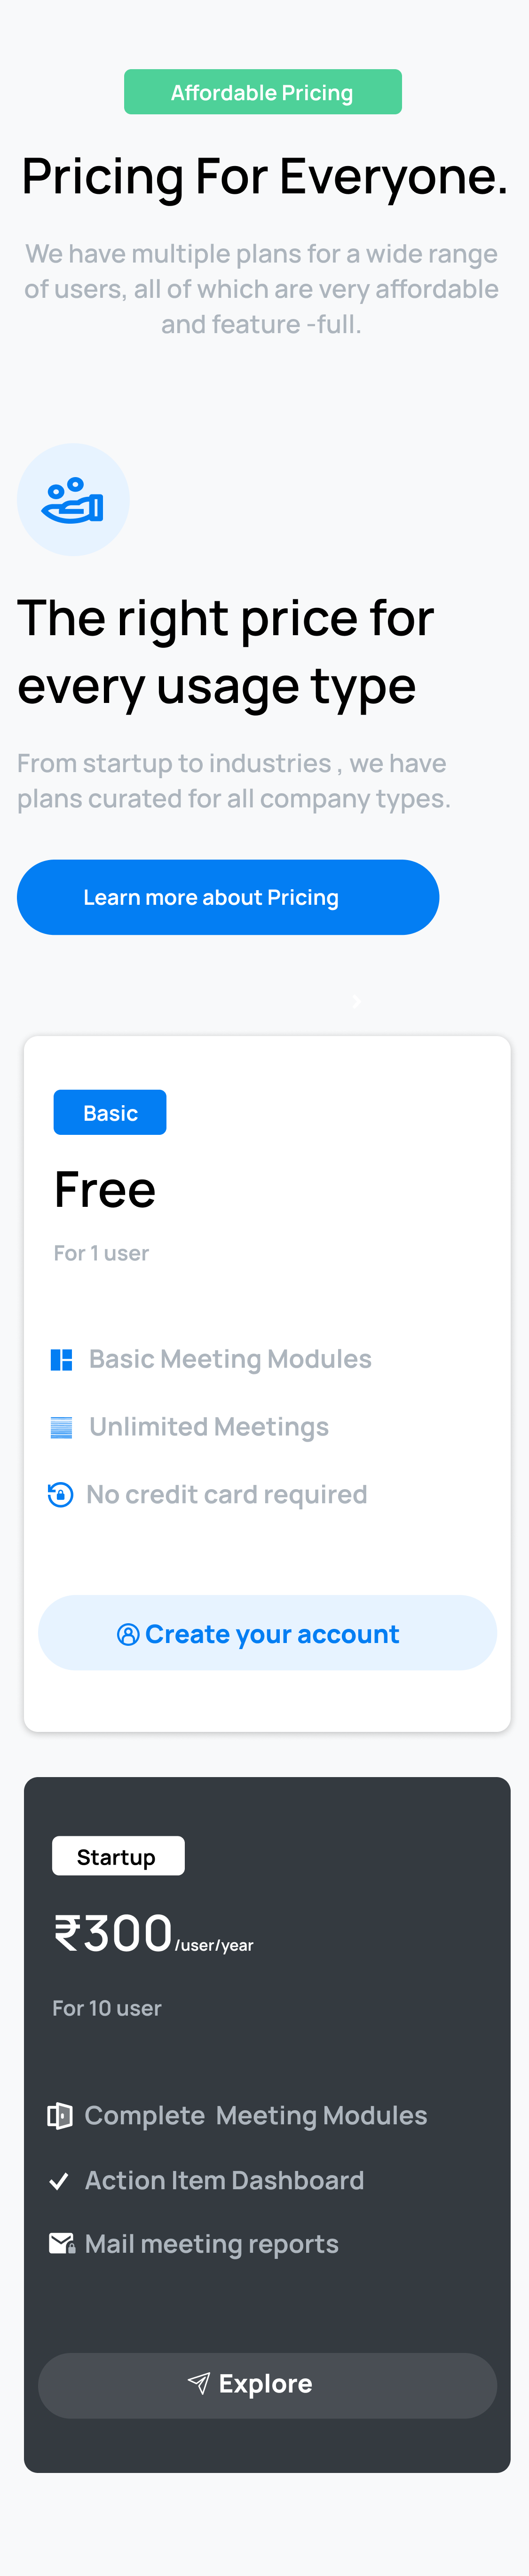 Affordable Pricing
Pricing For Everyone.
We have multiple plans for a wide range
of users, all of which are very affordable
and feature -full.
The right price for
every usage type
From startup to industries , we have
plans curated for all company types.
Learn more about Pricing
Basic
Free
For 1 user
Basic Meeting Modules
Unlimited Meetings
No credit card required
Create your account
Startup
₹300/user/year
For 10 user
Complete  Meeting Modules
Action Item Dashboard
Mail meeting reports
Explore